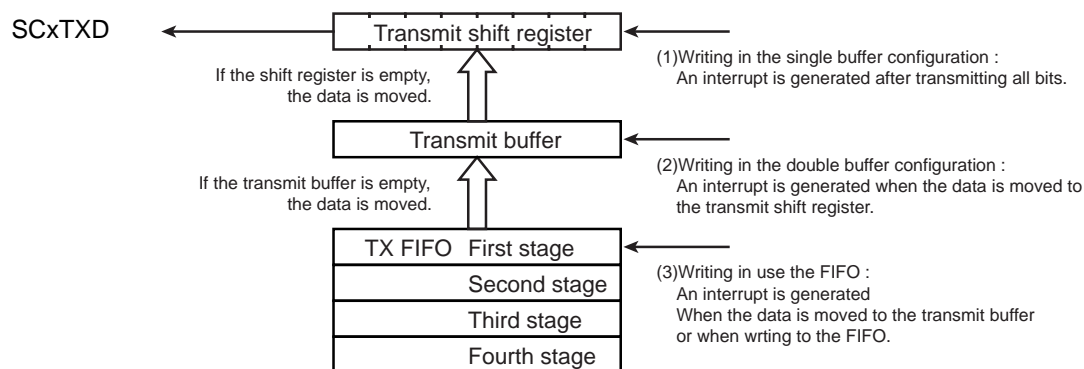 SCxTXD
Transmit shift register
(1)Writing in the single buffer configuration :
An interrupt is generated after transmitting all bits.
If the shift register is empty,
the data is moved.
Transmit buffer
(2)Writing in the double buffer configuration :
An interrupt is generated when the data is moved to
the transmit shift register.
If the transmit buffer is empty,
the data is moved.
TX FIFO First stage
Second stage
Third stage
Fourth stage
(3)Writing in use the FIFO :
An interrupt is generated
When the data is moved to the transmit buffer
or when wrting to the FIFO.